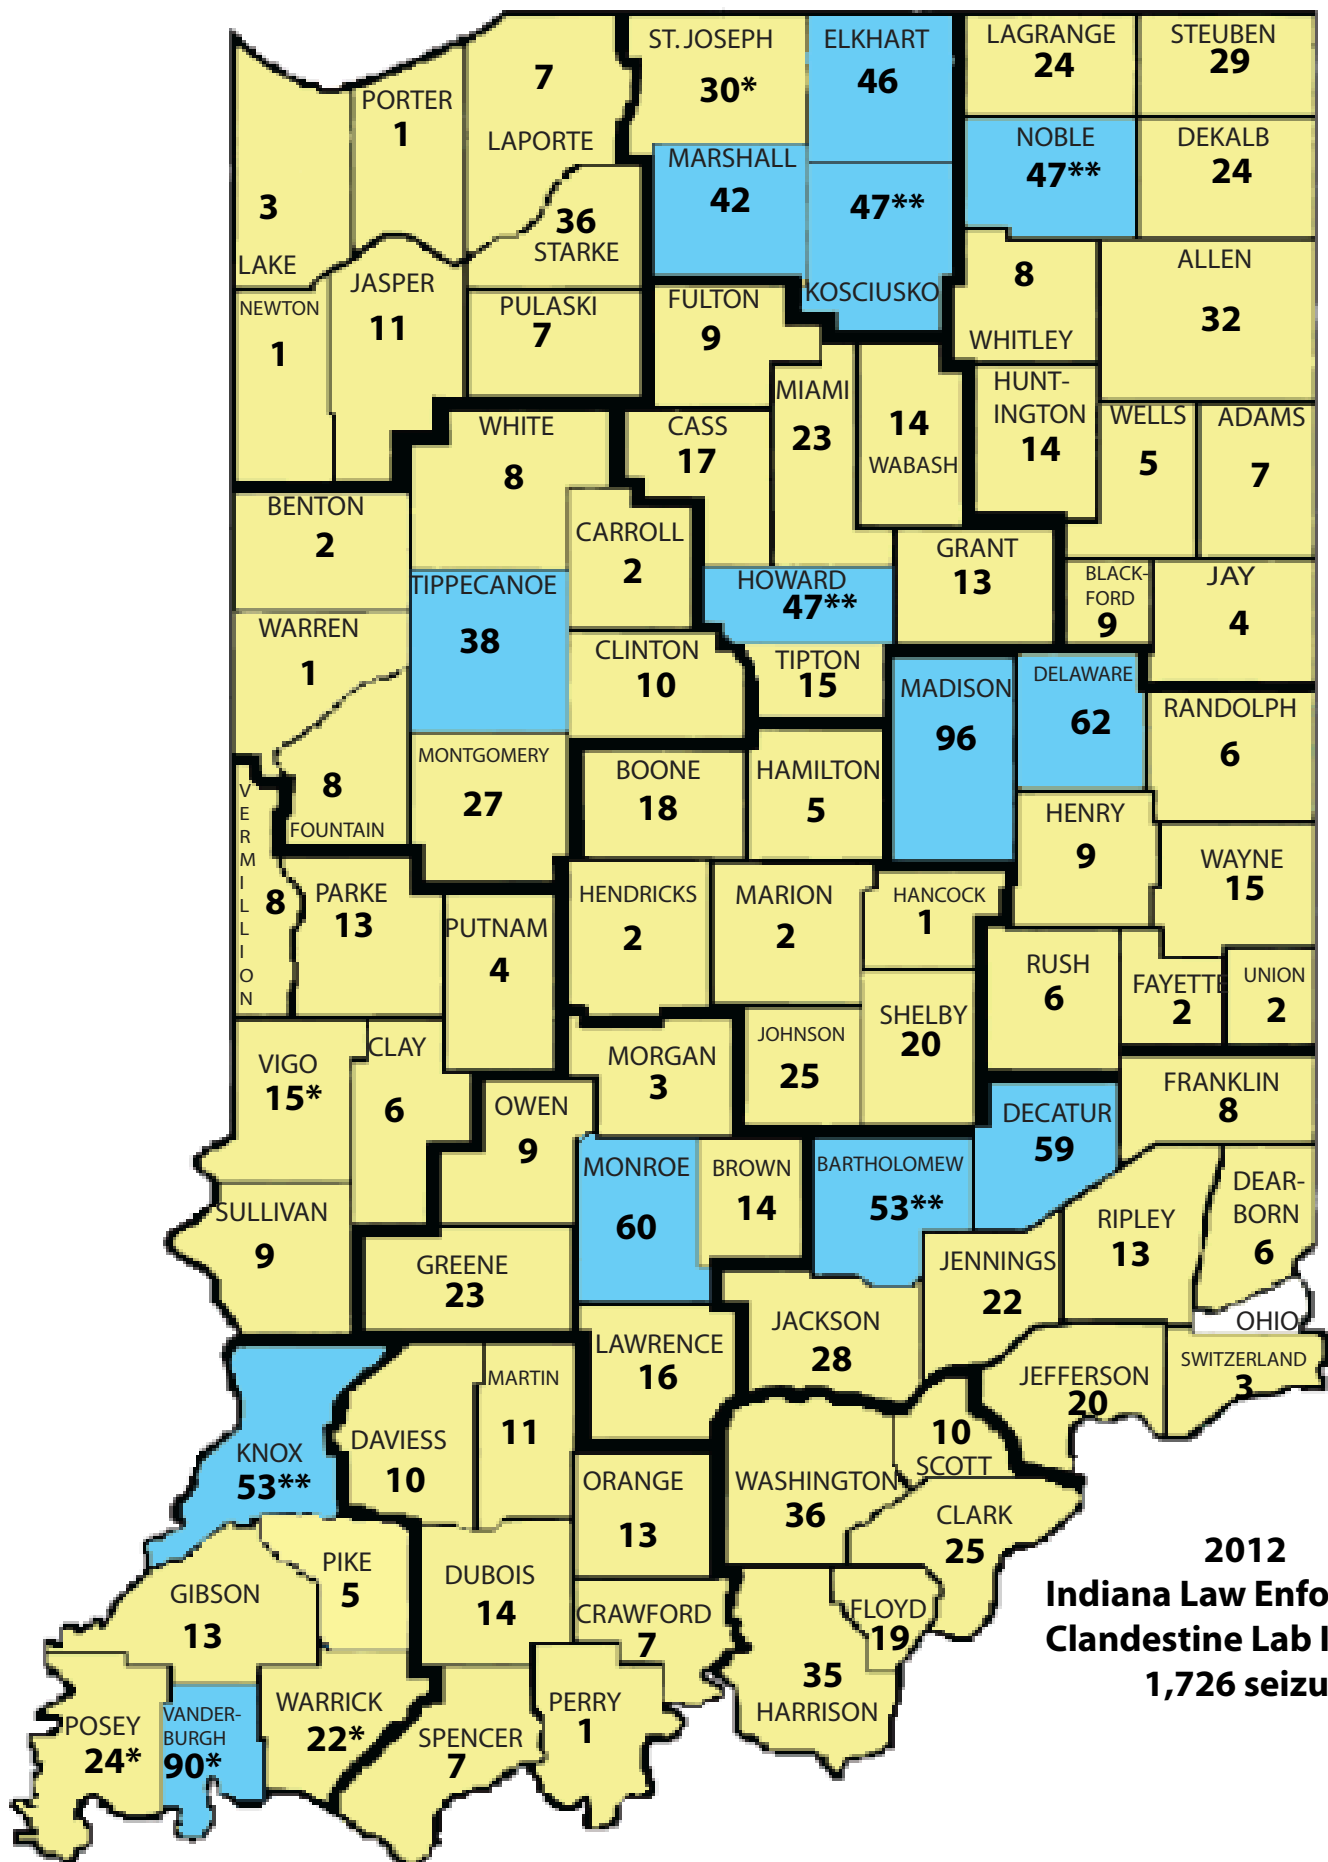 ST. JOSEPH
30*
ELKHART
46
LAGRANGE
24
STEUBEN
29
7
LAPORTE
PORTER
1
MARSHALL
42
47**
KOSCIUSKO
NOBLE
47**
DEKALB
24
3
LAKE
36
STARKE
JASPER
11
NEWTON
1
PULASKI
7
FULTON
9
8
WHITLEY
ALLEN
32
MIAMI
23
14
WABASH
HUNT-
INGTON
14
WELLS
5
ADAMS
7
WHITE
8
CASS
17
BENTON
2
CARROLL
2
GRANT
13
BLACK-
FORD
9
JAY
4
TIPPECANOE
38
HOWARD
47**
WARREN
1
CLINTON
10
TIPTON
15
MADISON
96
DELAWARE
62
RANDOLPH
6
8
FOUNTAIN
MONTGOMERY
27
BOONE
18
HAMILTON
5
HENRY
9
WAYNE
15
VERMILLION
8
PARKE
13
PUTNAM
4
HENDRICKS
2
MARION
2
HANCOCK
1
RUSH
6
FAYETTE
2
UNION
2
SHELBY
20
JOHNSON
25
VIGO
15*
CLAY
6
MORGAN
3
OWEN
9
FRANKLIN
8
DECATUR
59
MONROE
60
BROWN
14
BARTHOLOMEW
53**
DEAR-
BORN
6
RIPLEY
13
SULLIVAN
9
GREENE
23
JENNINGS
22
JACKSON
28
OHIO
LAWRENCE
16
SWITZERLAND
3
JEFFERSON
20
MARTIN
11
DAVIESS
10
KNOX
53**
10
SCOTT
ORANGE
13
WASHINGTON
36
CLARK
25
PIKE
5
DUBOIS
14
GIBSON
13
CRAWFORD
7
FLOYD
19
35
HARRISON
POSEY
24*
VANDER-
BURGH
90*
WARRICK
22*
SPENCER
7
PERRY
1
2012
Indiana Law Enfo
Clandestine Lab I
1,726 seizu